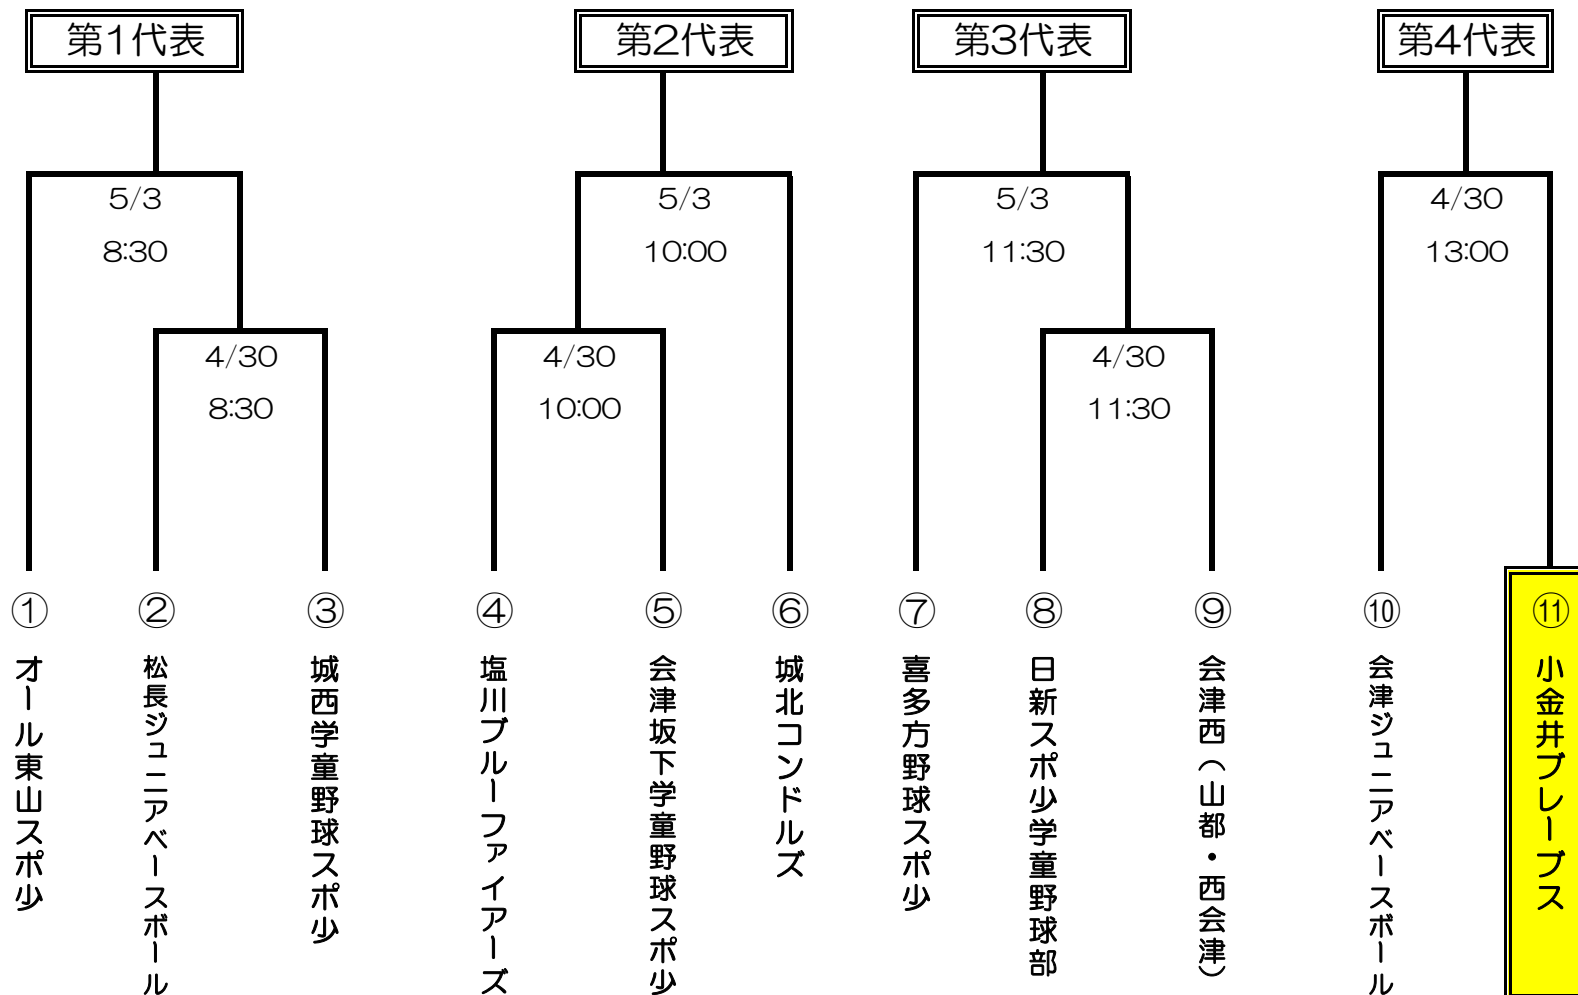 第1代表
第2代表
第3代表
第4代表
5/3
8:30
5/3
10:00
5/3
11:30
4/30
13:00
4/30
8:30
4/30
10:00
4/30
11:30
①
オール東山スポ少
②
松長ジュニアベースボール
③
城西学童野球スポ少
④
塩川ブルーファイアーズ
⑤
会津坂下学童野球スポ少
⑥
城北コンドルズ
⑦
喜多方野球スポ少
⑧
日新スポ少学童野球部
⑨
会津西（山都・西会津）
⑩
会津ジュニアベースボール
⑪
小金井ブレーブス